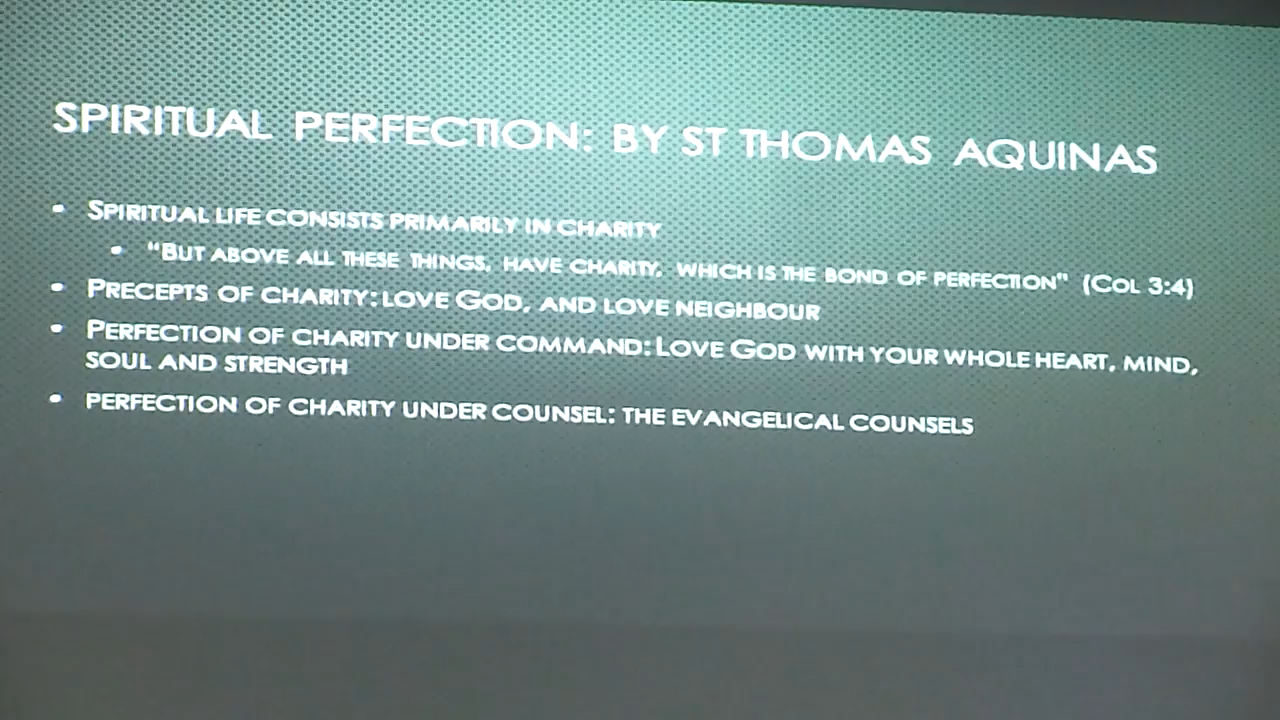 SPIRITUAL PERFECTION: BY ST THOMAS AQUINAS
• SPIRITUAL LIFE CONSISTS PRIMARILY IN CHARITY
• "BUT ABOVE ALL THESE THINGS, HAVE CHARITY, WHICH IS THE BOND OF PERFECTION" (COL 3:4)
• PRECEPTS OF CHARITY: LOVE GOD, AND LOVE NEIGHBOUR
• PERFECTION OF CHARITY UNDER COMMAND: LOVE GOD WITH YOUR WHOLE HEART, MIND,
SOUL AND STRENGTH
• PERFECTION OF CHARITY UNDER COUNSEL: THE EVANGELICAL COUNSELS